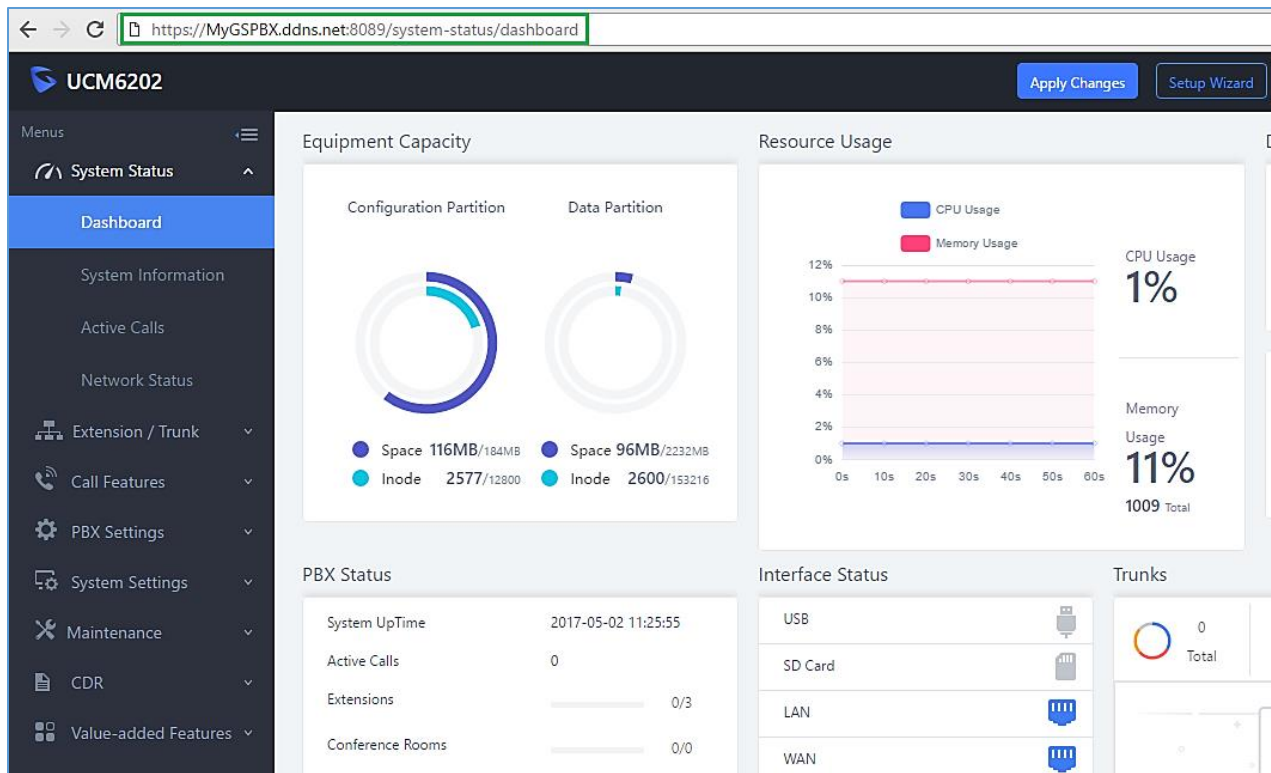 https://MyGSPBX.ddns.net:8089/system-status/dashboard
UCM6202
Apply Changes
Setup Wizard
Menus
System Status
Dashboard
System Information
Active Calls
Network Status
Extension / Trunk
Call Features
PBX Settings
System Settings
Maintenance
CDR
Value-added Features
Equipment Capacity
Configuration Partition
Data Partition
Space 116MB/184MB
Inode 2577/12800
Space 96MB/2232MB
Inode 2600/153216
Resource Usage
CPU Usage
Memory Usage
12%
10%
8%
6%
4%
2%
0%
0s 10s 20s 30s 40s 50s 60s
CPU Usage
1%
Memory
Usage
11%
1009 Total
PBX Status
System UpTime 2017-05-02 11:25:55
Active Calls 0
Extensions 0/3
Conference Rooms 0/0
Interface Status
USB
SD Card
LAN
WAN
Trunks
0
Total